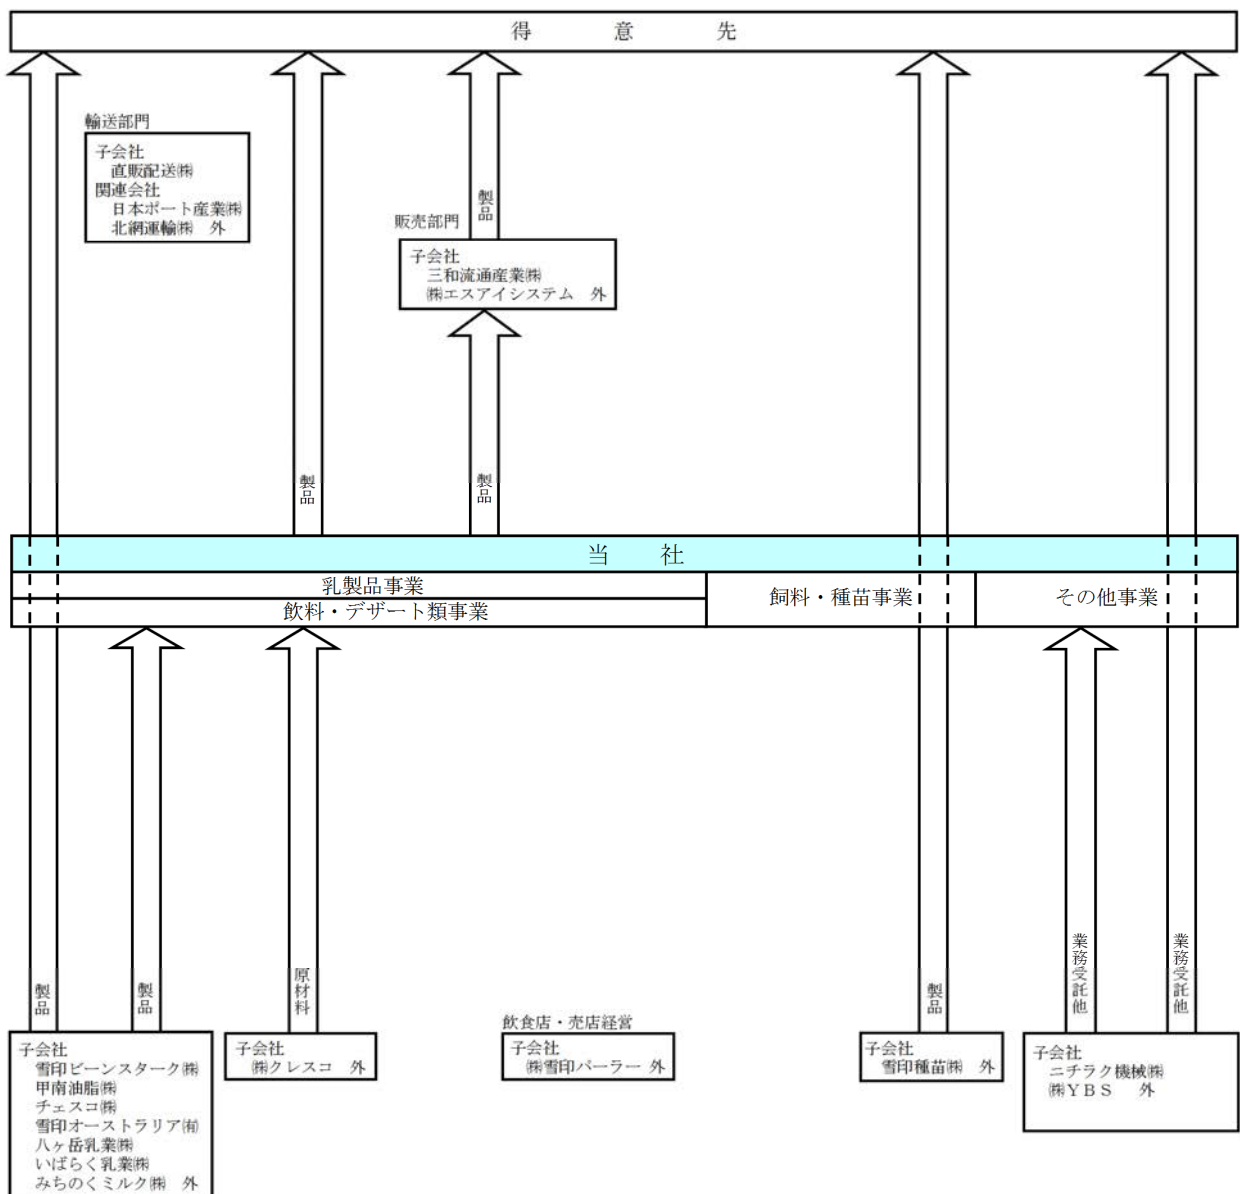 得　意　先
輸送部門
子会社
直販配送㈱
関連会社
日本ポート産業㈱
北網運輸㈱　外
製品
販売部門
子会社
三和流通産業㈱
㈱エスアイシステム　外
製品
製品
当　社
乳製品事業
飲料・デザート類事業
飼料・種苗事業
その他事業
製品
製品
原材料
製品
業務受託他
業務受託他
子会社
雪印ビーンスターク㈱
甲南油脂㈱
チェスコ㈱
雪印オーストラリア㈲
八ヶ岳乳業㈱
いばらく乳業㈱
みちのくミルク㈱　外
子会社
㈱クレスコ　外
飲食店・売店経営
子会社
㈱雪印パーラー　外
子会社
雪印種苗㈱　外
子会社
ニチラク機械㈱
㈱ＹＢＳ　外